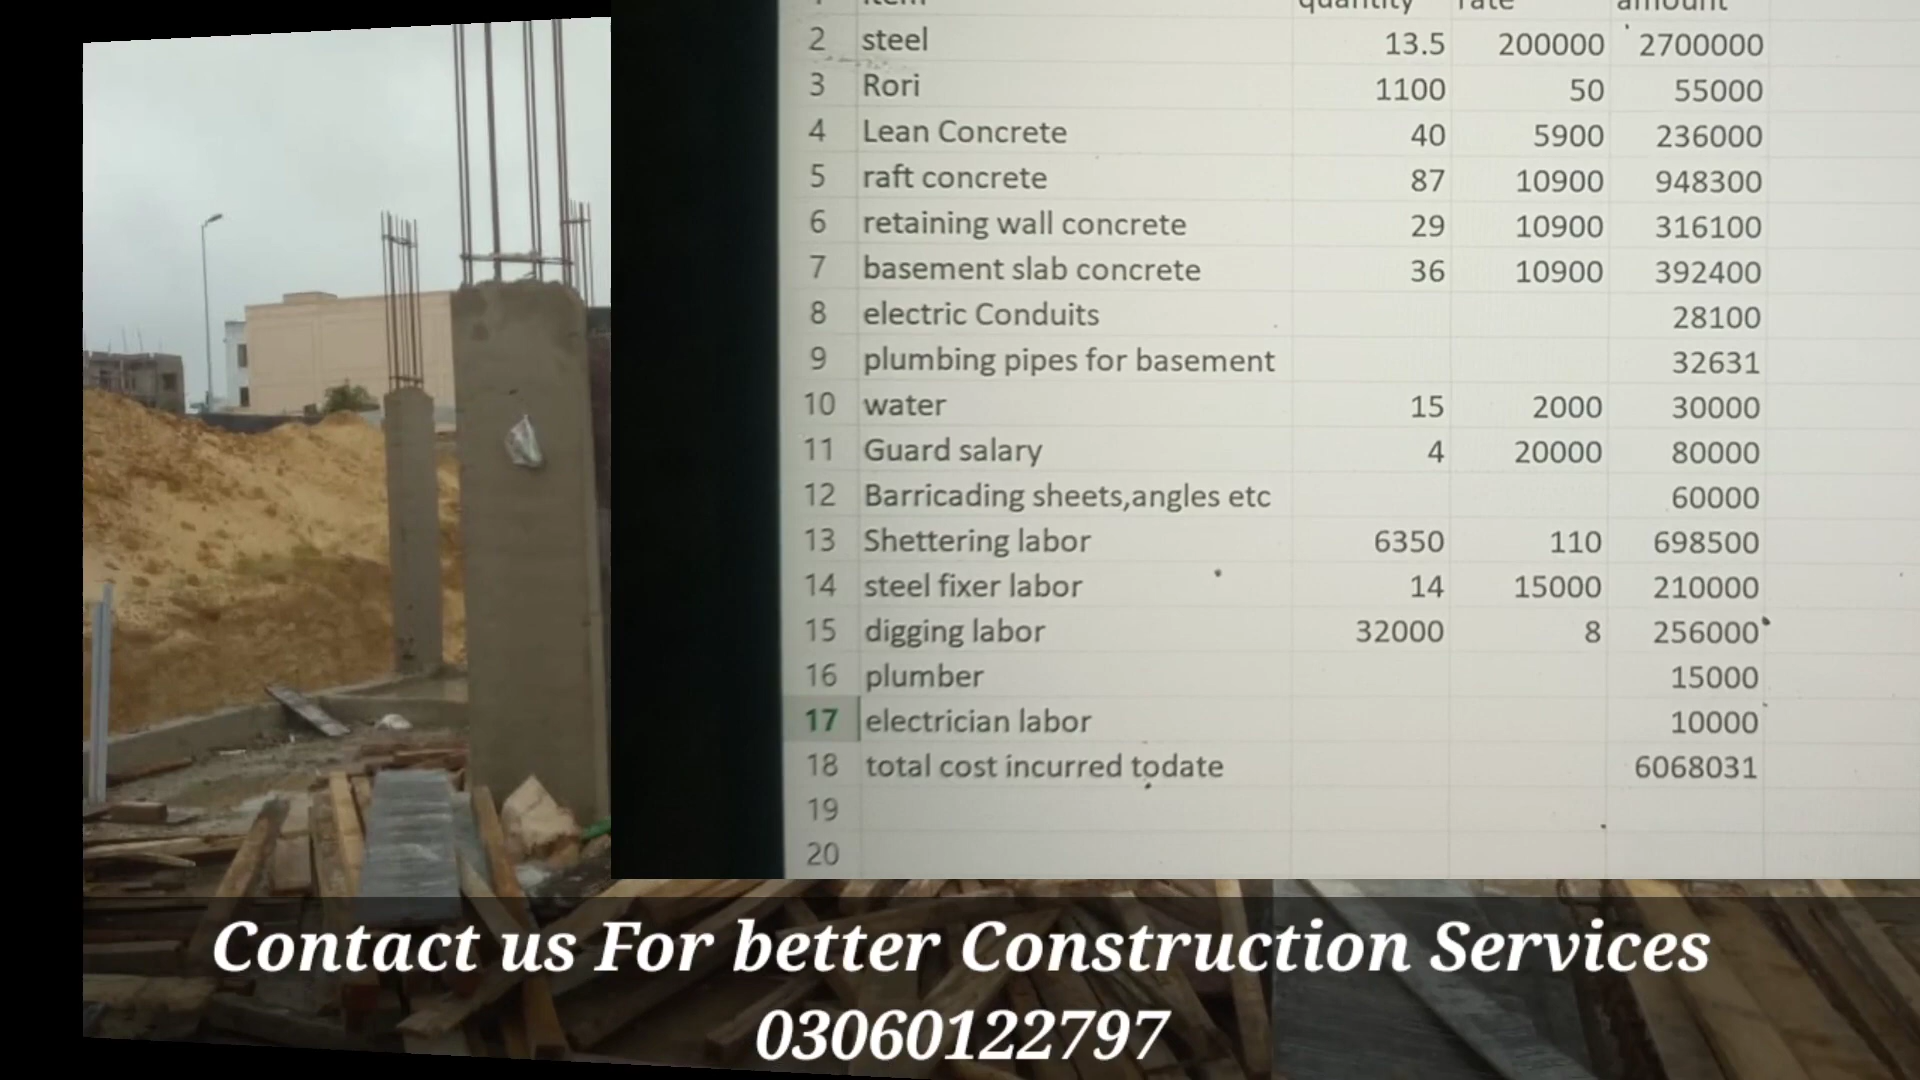 1 item quantity rate amount
2 steel 13.5 200000 2700000
3 Rori 1100 50 55000
4 Lean Concrete 40 5900 236000
5 raft concrete 87 10900 948300
6 retaining wall concrete 29 10900 316100
7 basement slab concrete 36 10900 392400
8 electric Conduits 28100
9 plumbing pipes for basement 32631
10 water 15 2000 30000
11 Guard salary 4 20000 80000
12 Barricading sheets,angles etc 60000
13 Shettering labor 6350 110 698500
14 steel fixer labor 14 15000 210000
15 digging labor 32000 8 256000
16 plumber 15000
17 electrician labor 10000
18 total cost incurred todate 6068031
19
20
Contact us For better Construction Services
03060122797